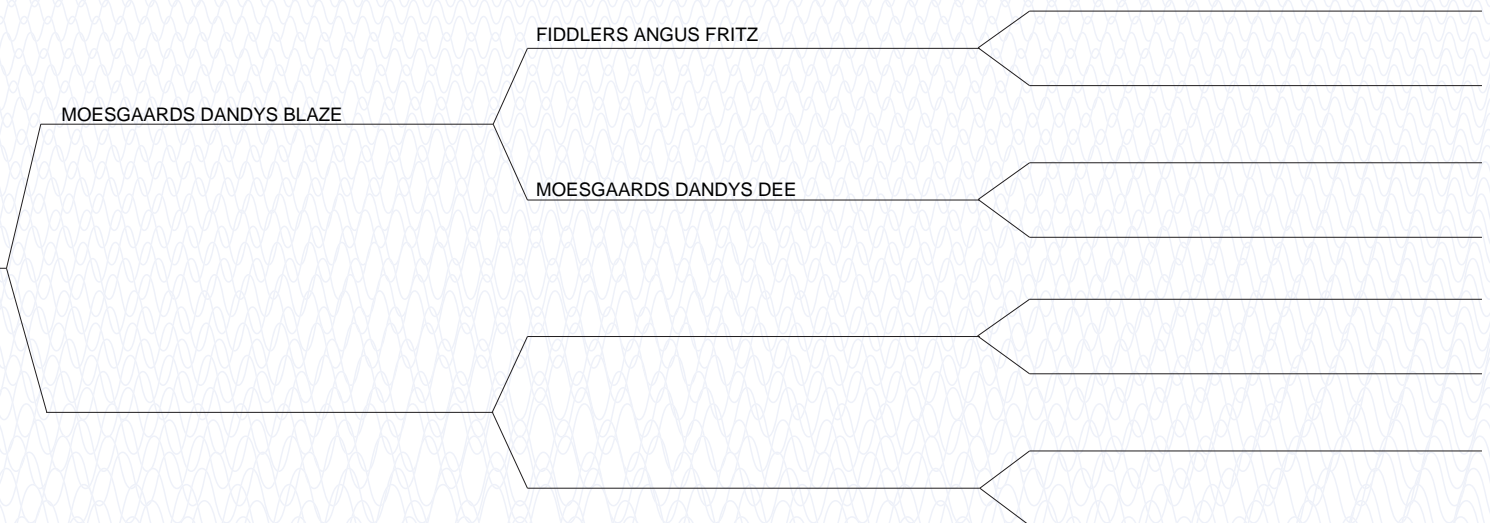 FIDDLERS ANGUS FRITZ
MOESGAARDS DANDYS BLAZE
MOESGAARDS DANDYS DEE